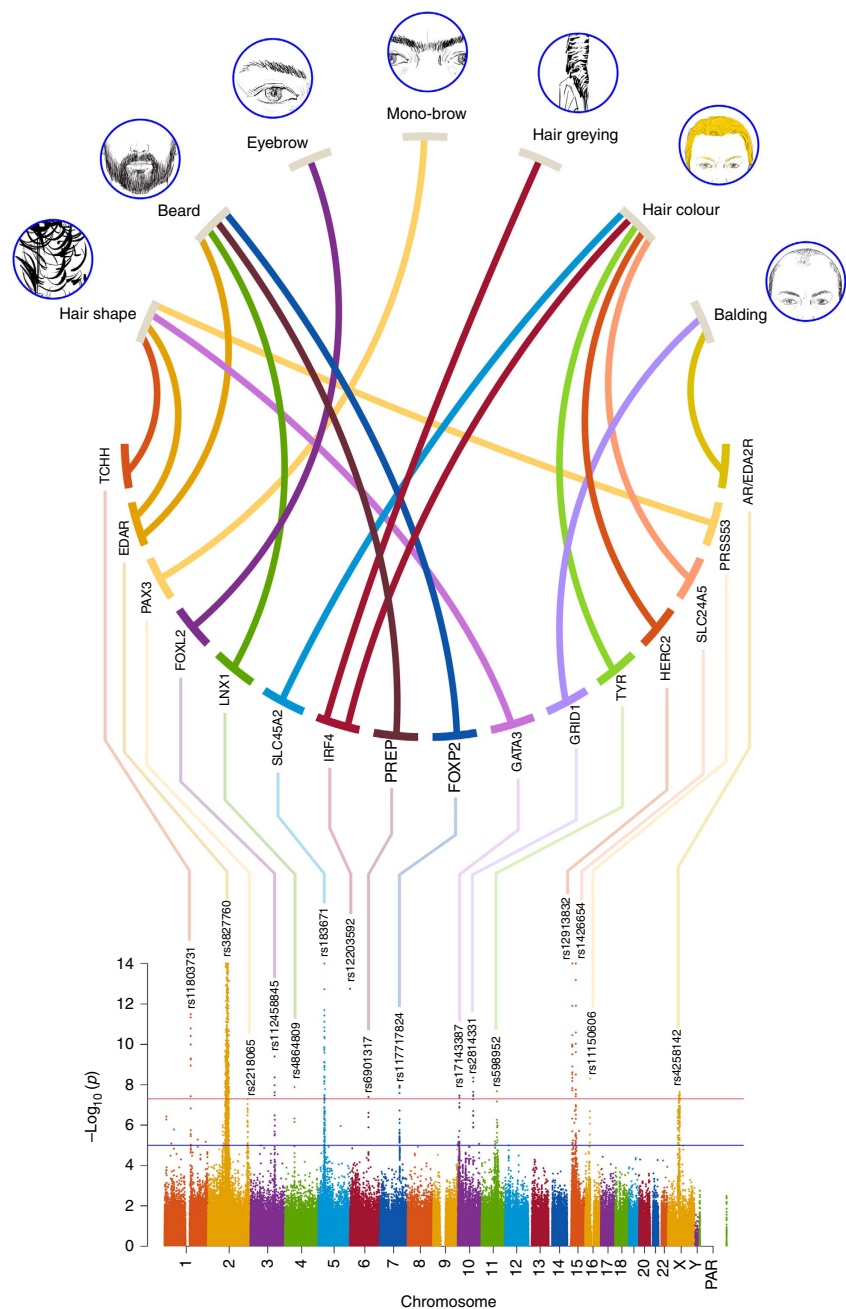 Mono-brow
Eyebrow
Hair greying
Beard
Hair colour
Hair shape
Balding
TCHH
EDAR
PAX3
FOXL2
LNX1
SLC45A2
IRF4
PREP
FOXP2
GATA3
GRID1
TYR
HERC2
SLC24A5
PRSS53
AR/EDA2R
rs11803731
rs3827760
rs2218065
rs112458845
rs4864809
rs183671
rs12203592
rs6901317
rs117717824
rs17143387
rs2814331
rs598952
rs12913832
rs1426654
rs11150606
rs4258142
14
12
10
8
6
4
2
0
–Log10 (p)
1 2 3 4 5 6 7 8 9 10 11 12 13 14 15 16 17 18 20 22 X Y PAR
Chromosome